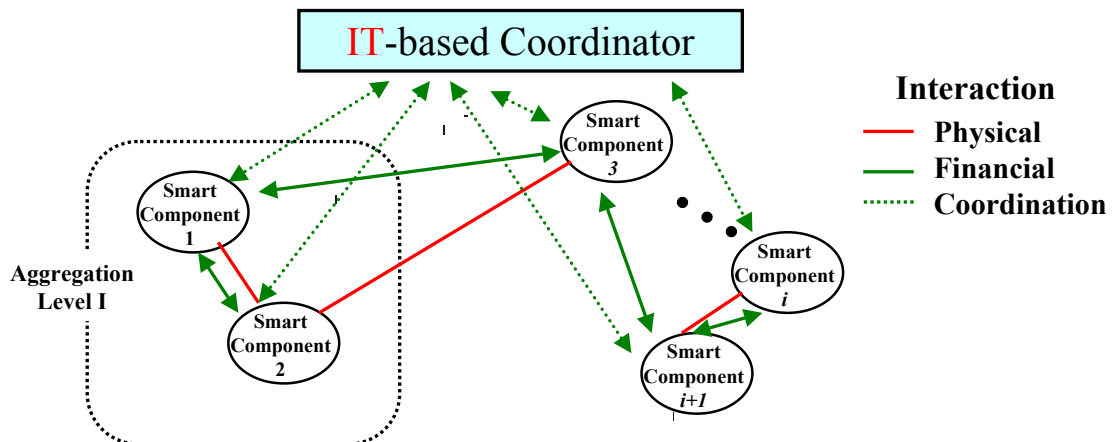 IT-based Coordinator
Interaction
Physical
Financial
Coordination
Smart
Component
3
Smart
Component
1
Aggregation
Level I
Smart
Component
2
Smart
Component
i
Smart
Component
i+1